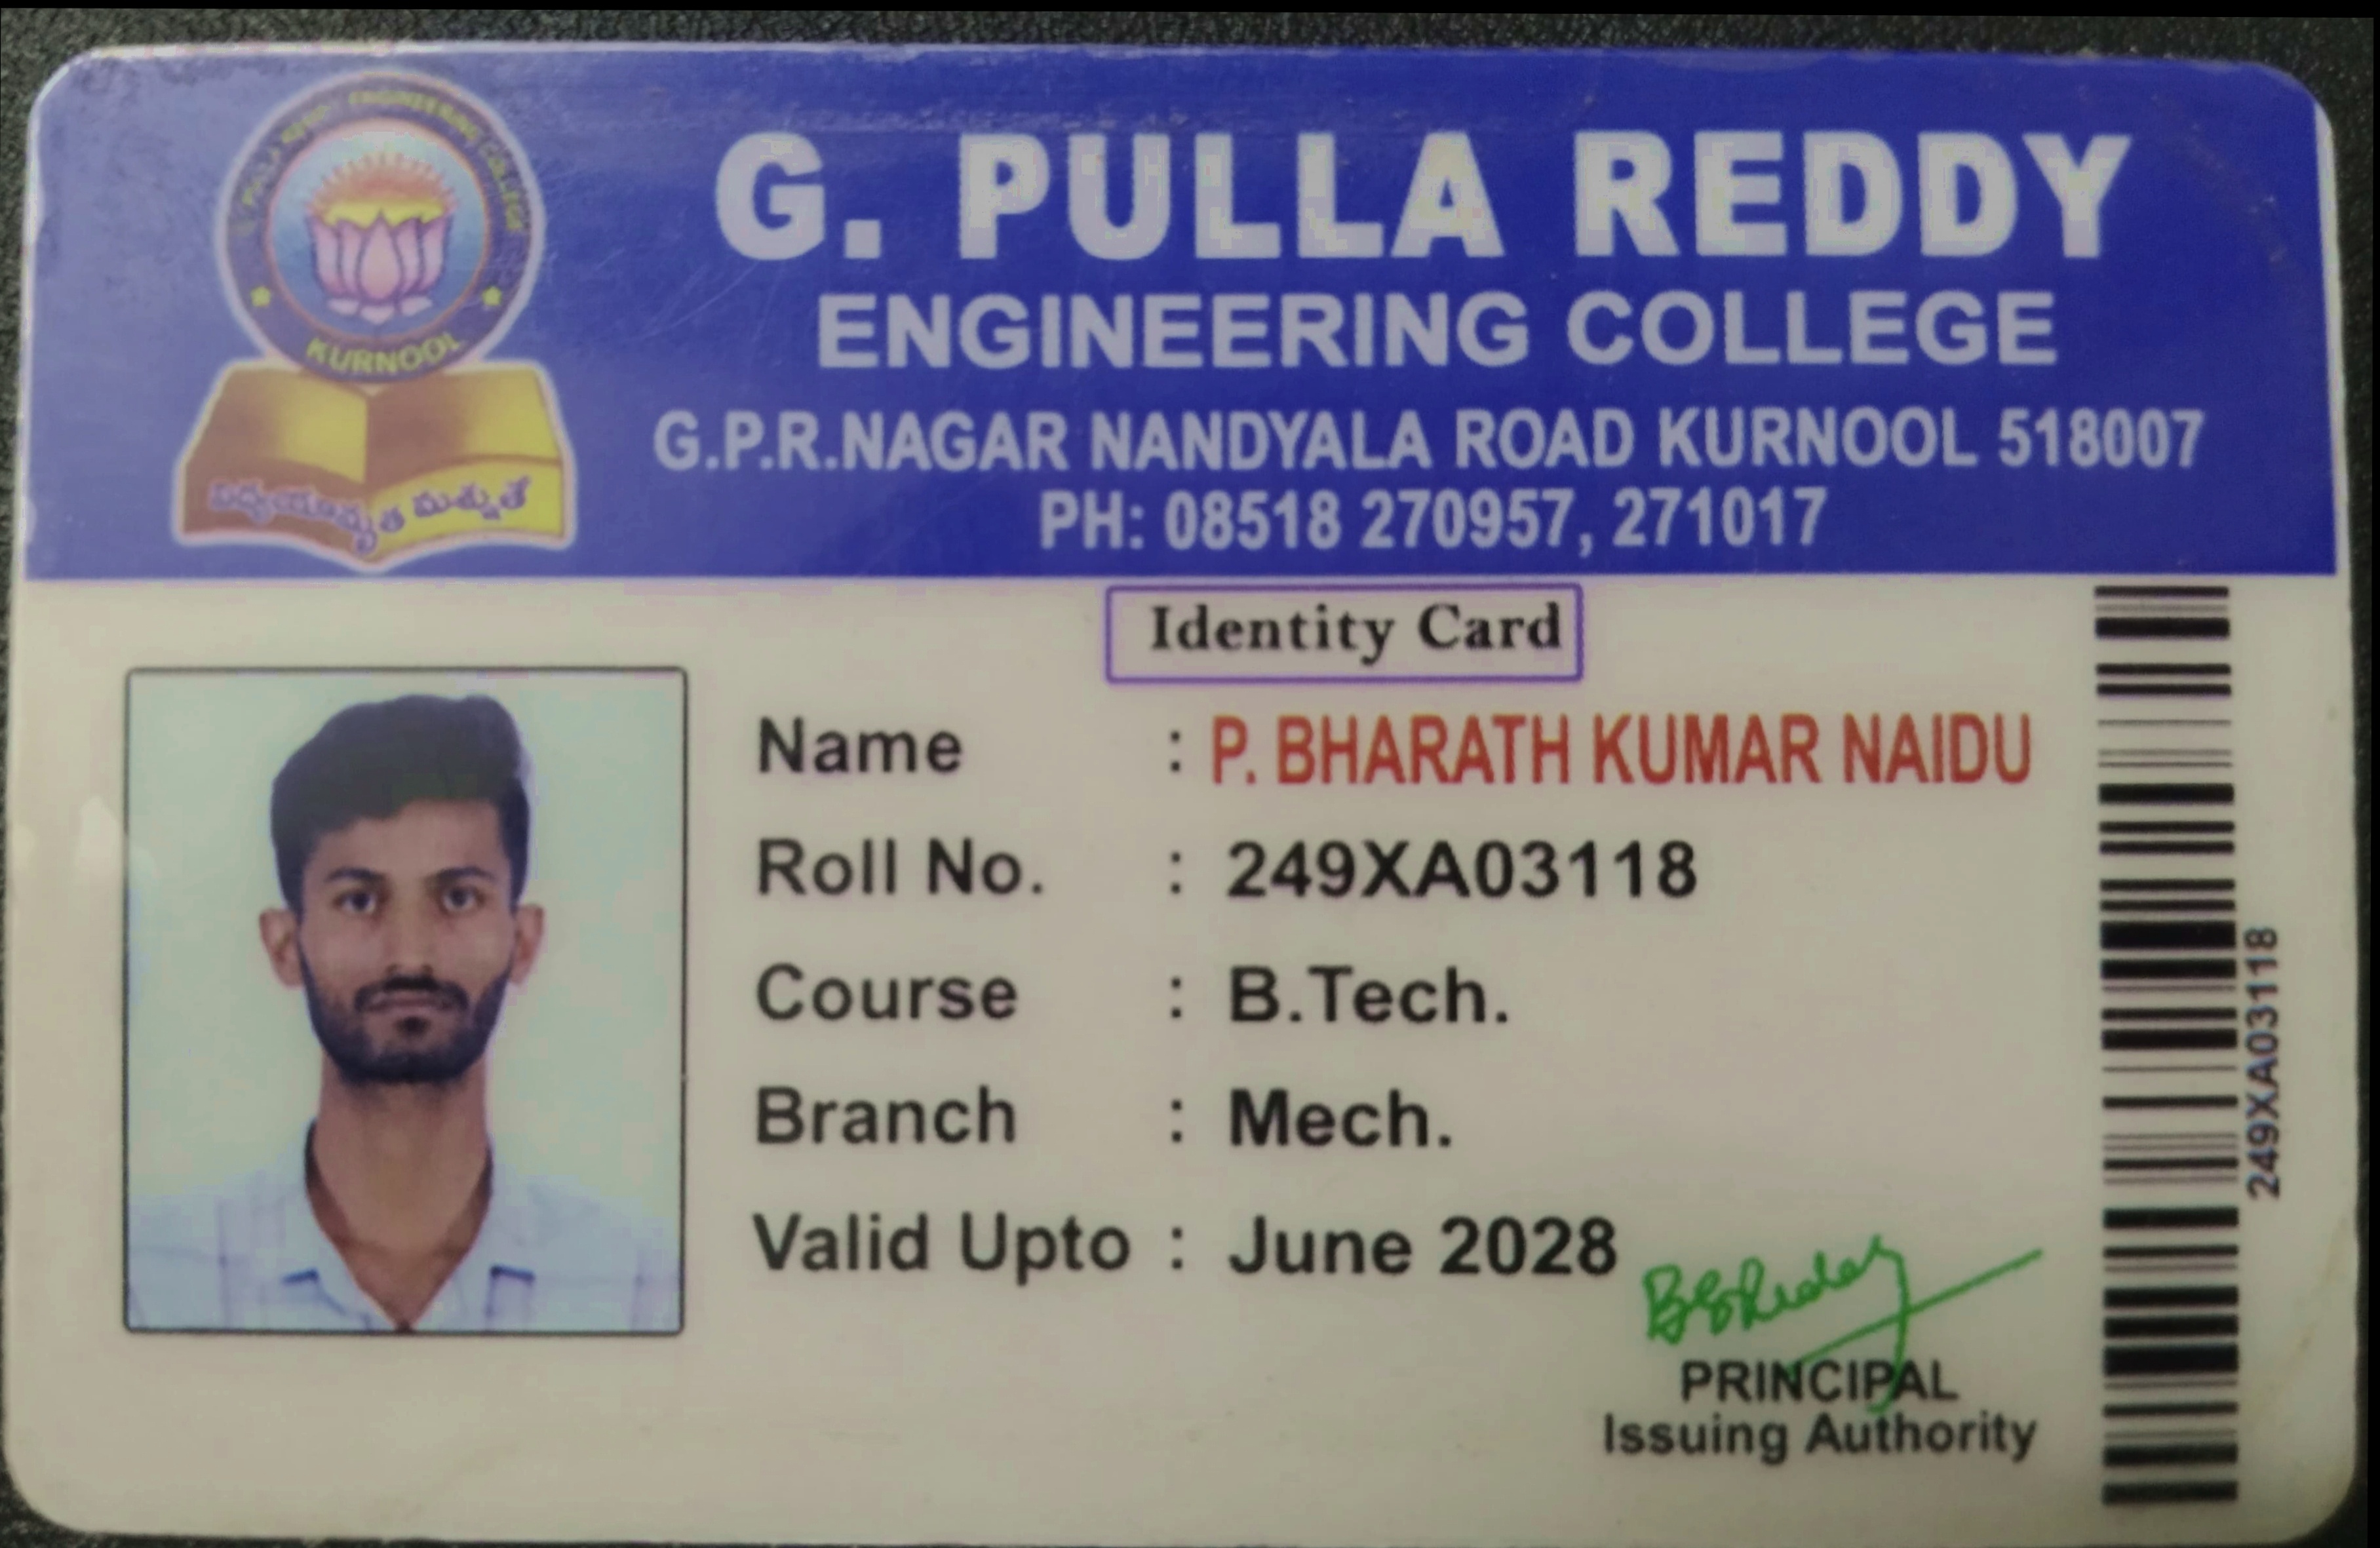 G. PULLA REDDY ENGINEERING COLLEGE
KURNOOL
విద్యయామృత మశ్నుతే
G. PULLA REDDY
ENGINEERING COLLEGE
G.P.R.NAGAR NANDYALA ROAD KURNOOL 518007
PH: 08518 270957, 271017
Identity Card
Name : P. BHARATH KUMAR NAIDU
Roll No. : 249XA03118
Course : B.Tech.
Branch : Mech.
Valid Upto : June 2028
PRINCIPAL
Issuing Authority
249XA03118